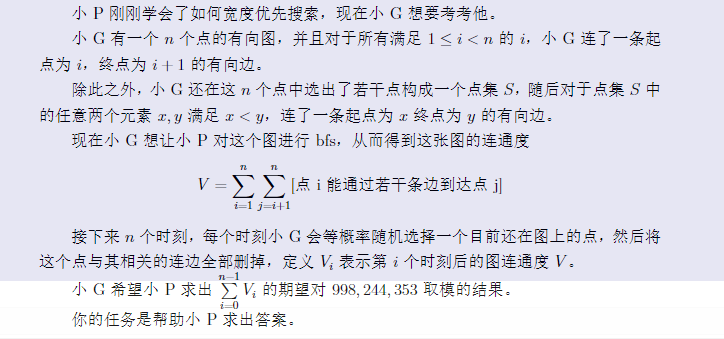 小 P 刚刚学会了如何宽度优先搜索，现在小 G 想要考考他。
小 G 有一个 n 个点的有向图，并且对于所有满足 1 ≤ i < n 的 i，小 G 连了一条起
点为 i，终点为 i + 1 的有向边。
除此之外，小 G 还在这 n 个点中选出了若干点构成一个点集 S，随后对于点集 S 中
的任意两个元素 x, y 满足 x < y，连了一条起点为 x 终点为 y 的有向边。
现在小 G 想让小 P 对这个图进行 bfs，从而得到这张图的连通度
V = ∑_{i=1}^{n} ∑_{j=i+1}^{n} [点 i 能通过若干条边到达点 j]
接下来 n 个时刻，每个时刻小 G 会等概率随机选择一个目前还在图上的点，然后将
这个点与其相关的连边全部删掉，定义 V_i 表示第 i 个时刻后的图连通度 V。
小 G 希望小 P 求出 ∑_{i=0}^{n−1} V_i 的期望对 998, 244, 353 取模的结果。
你的任务是帮助小 P 求出答案。